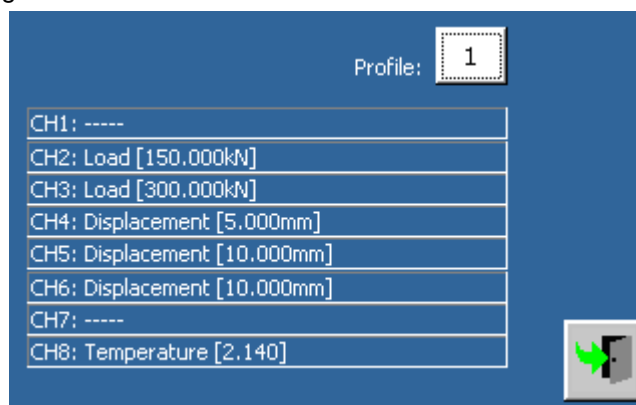 g
Profile: 1
CH1: -----
CH2: Load [150.000kN]
CH3: Load [300.000kN]
CH4: Displacement [5.000mm]
CH5: Displacement [10.000mm]
CH6: Displacement [10.000mm]
CH7: -----
CH8: Temperature [2.140]